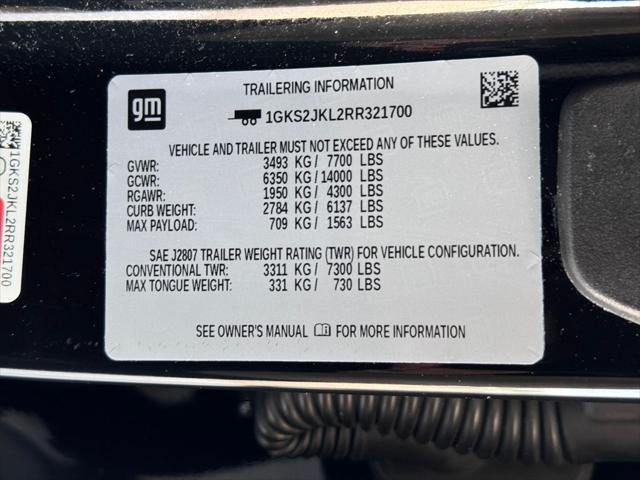 TRAILERING INFORMATION
gm
1GKS2JKL2RR321700
VEHICLE AND TRAILER MUST NOT EXCEED ANY OF THESE VALUES.
GVWR: 3493 KG/ 7700 LBS
GCWR: 6350 KG/14000 LBS
RGAWR: 1950 KG/ 4300 LBS
CURB WEIGHT: 2784 KG/ 6137 LBS
MAX PAYLOAD: 709 KG/ 1563 LBS
SAE J2807 TRAILER WEIGHT RATING (TWR) FOR VEHICLE CONFIGURATION.
CONVENTIONAL TWR: 3311 KG/ 7300 LBS
MAX TONGUE WEIGHT: 331 KG/ 730 LBS
SEE OWNER'S MANUAL FOR MORE INFORMATION
1GKS2JKL2RR321700